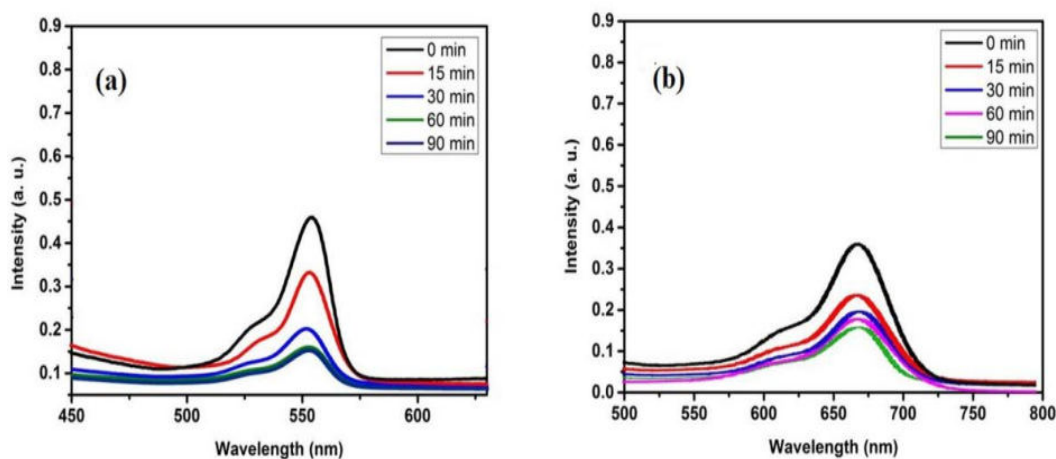 (a)
0 min
15 min
30 min
60 min
90 min
Intensity (a. u.)
0.9
0.8
0.7
0.6
0.5
0.4
0.3
0.2
0.1
450
500
550
600
Wavelength (nm)
(b)
0 min
15 min
30 min
60 min
90 min
Intensity (a. u.)
0.9
0.8
0.7
0.6
0.5
0.4
0.3
0.2
0.1
0.0
500
550
600
650
700
750
800
Wavelength (nm)